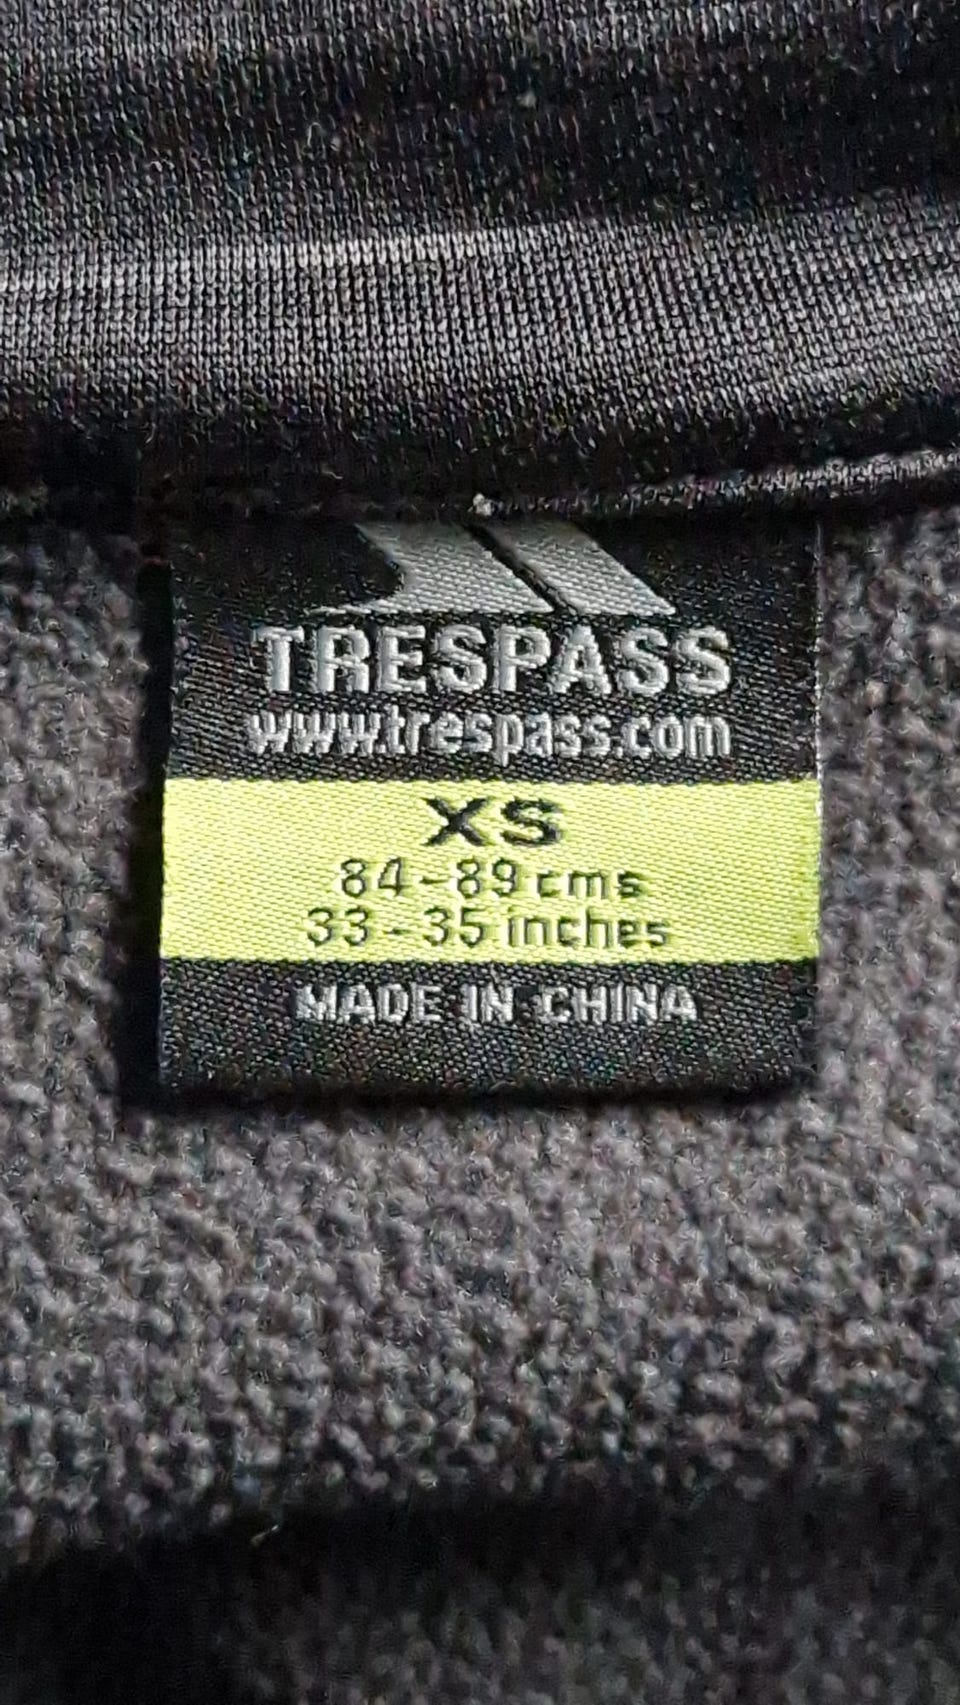 TRESPASS
www.trespass.com
XS
84-89 cms
33-35 inches
MADE IN CHINA